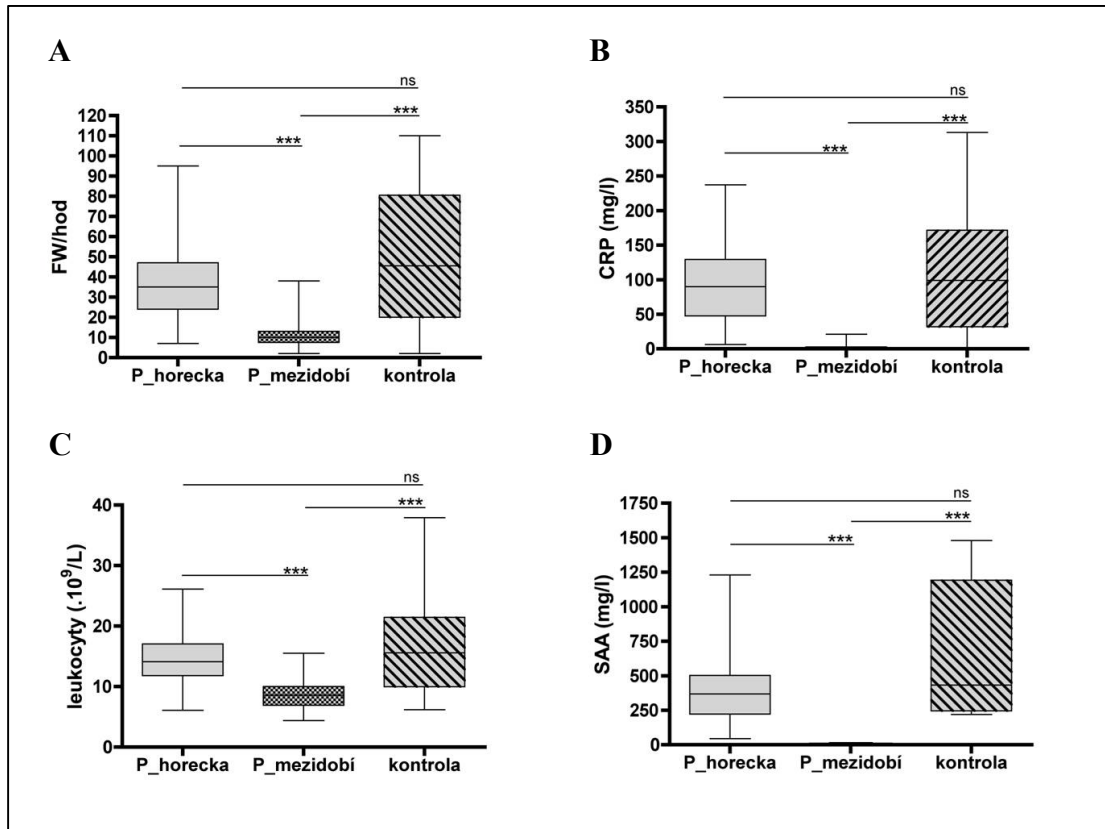 A
ns
***
***
FW/hod
120
110
100
90
80
70
60
50
40
30
20
10
0
P_horecka P_mezidobí kontrola
B
ns
***
***
CRP (mg/l)
350
300
250
200
150
100
50
0
P_horecka P_mezidobí kontrola
C
ns
***
***
leukocyty (.10⁹/L)
40
30
20
10
0
P_horecka P_mezidobí kontrola
D
ns
***
***
SAA (mg/l)
1750
1500
1250
1000
750
500
250
0
P_horecka P_mezidobí kontrola